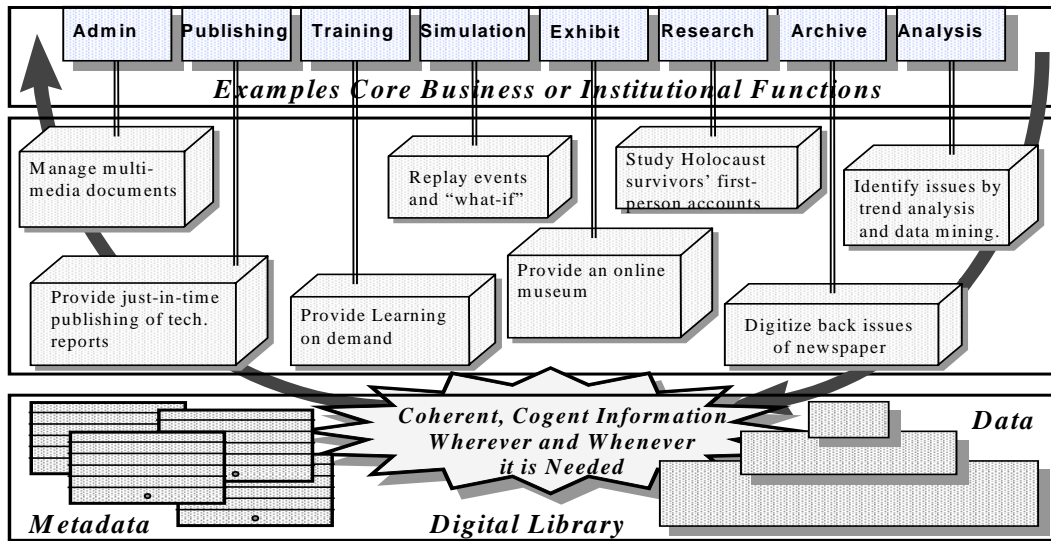 Admin Publishing Training Simulation Exhibit Research Archive Analysis
Examples Core Business or Institutional Functions
Manage multi-
media documents
Replay events
and “what-if”
Study Holocaust
survivors’ first-
person accounts
Identify issues by
trend analysis
and data mining.
Provide just-in-time
publishing of tech.
reports
Provide Learning
on demand
Provide an online
museum
Digitize back issues
of newspaper
Coherent, Cogent Information
Wherever and Whenever
it is Needed
Data
Metadata
Digital Library